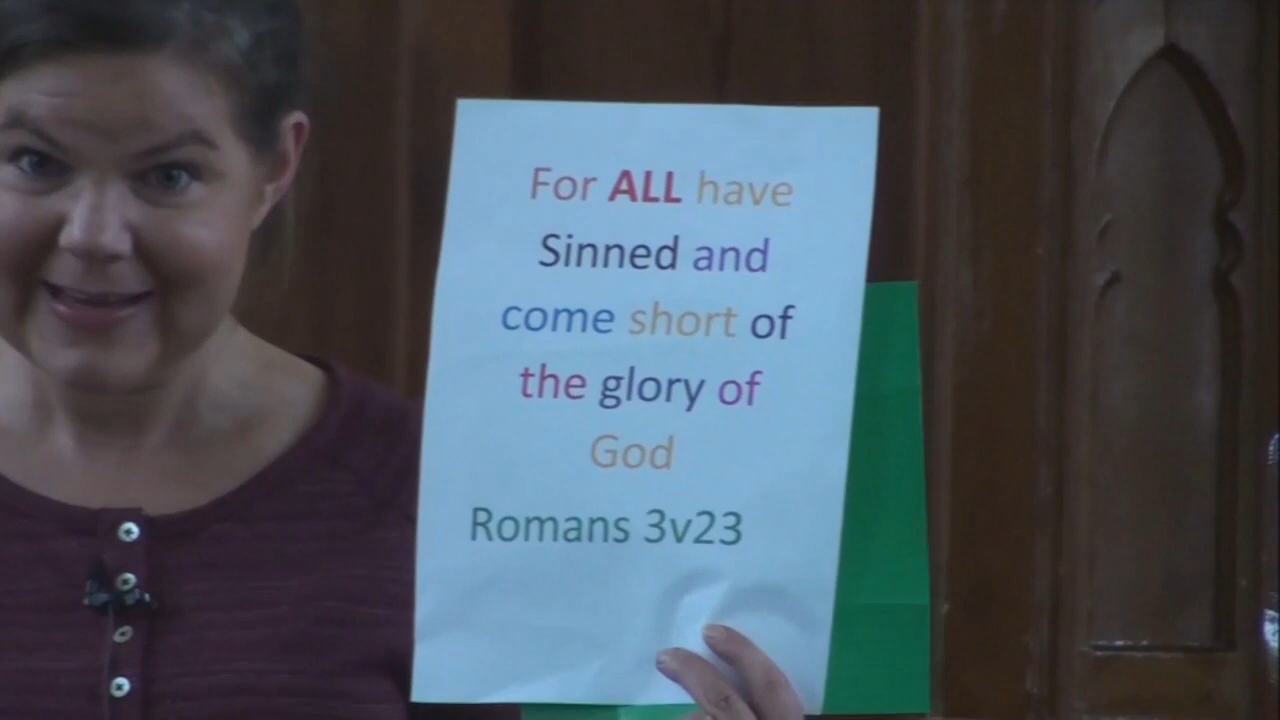 For ALL have
Sinned and
come short of
the glory of
God
Romans 3v23